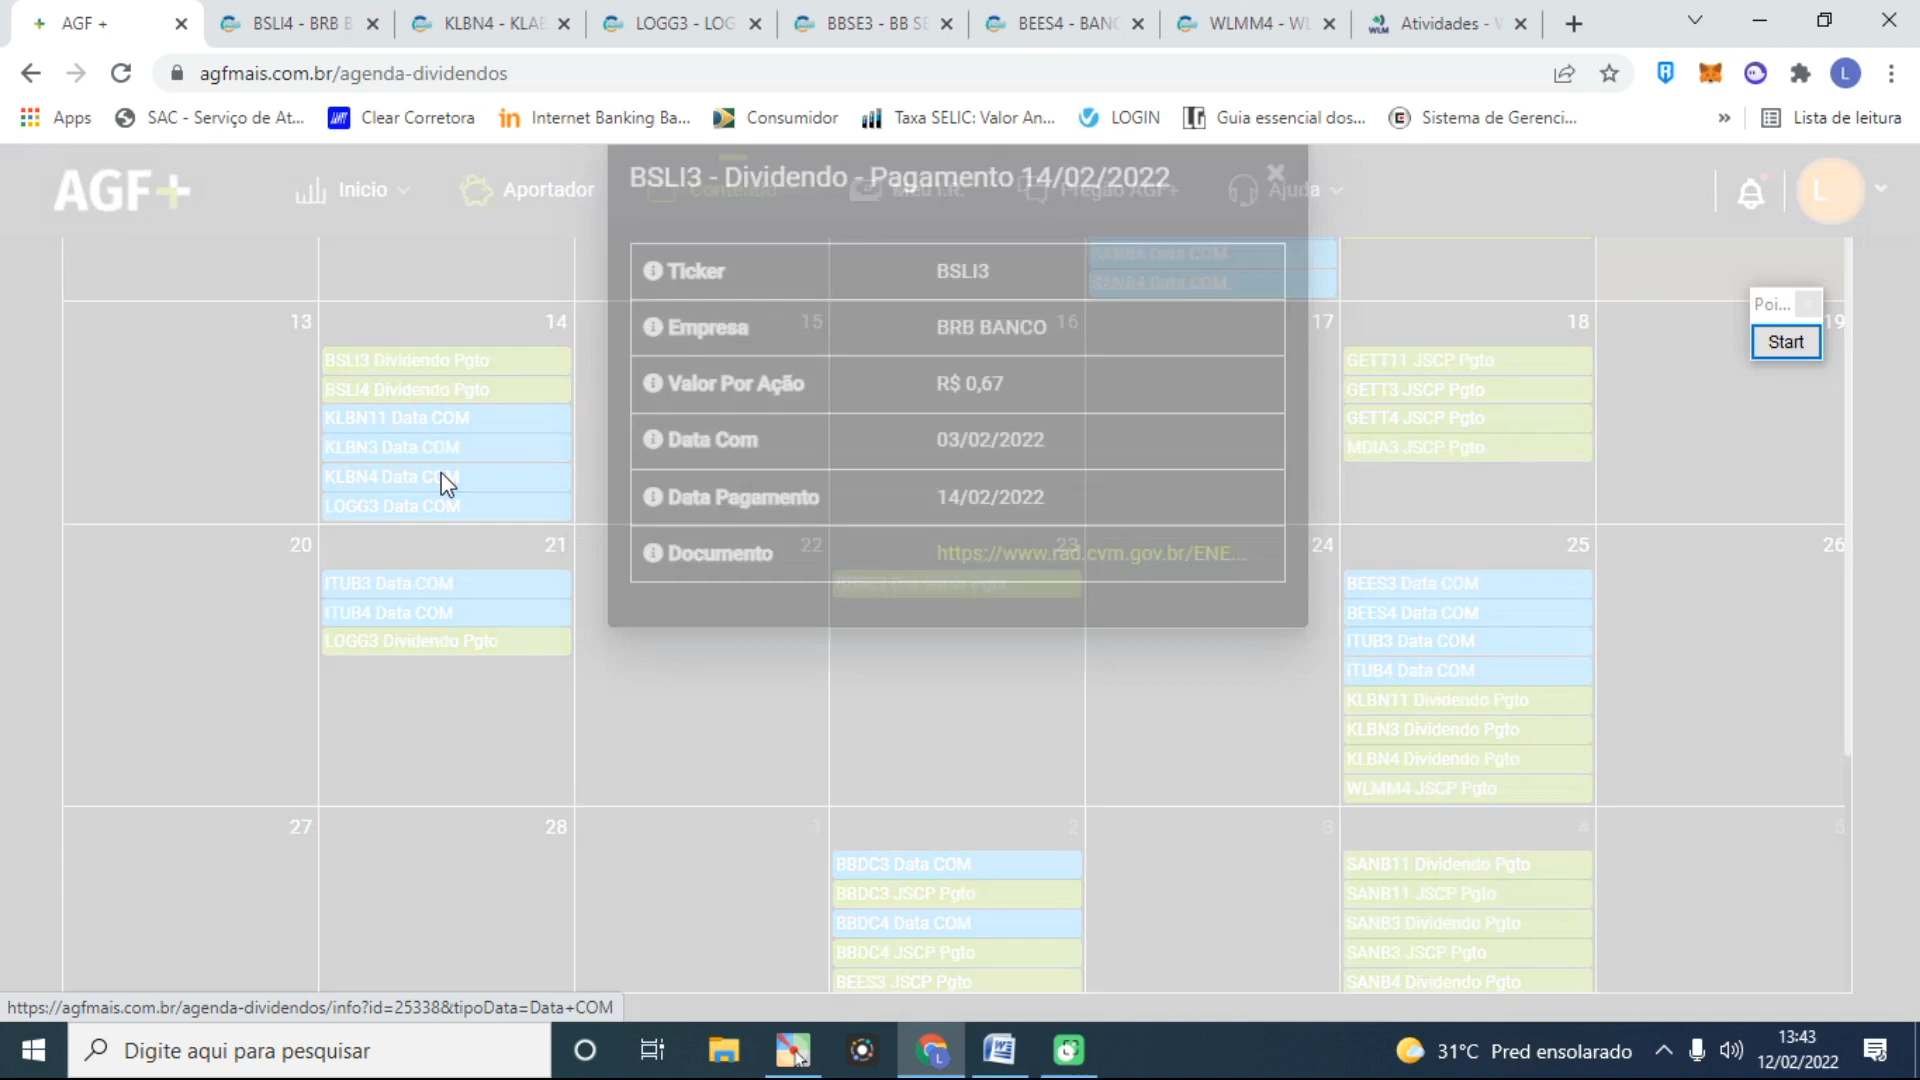 AGF +
BSLI4 - BRB B
KLBN4 - KLAE
LOGG3 - LOG
BBSE3 - BB SE
BEES4 - BANC
WLMM4 - WL
Atividades - W
agfmais.com.br/agenda-dividendos
L
Apps
SAC - Serviço de At...
Clear Corretora
Internet Banking Ba...
Consumidor
Taxa SELIC: Valor An...
LOGIN
Guia essencial dos...
Sistema de Gerenci...
»
Lista de leitura
AGF+
Inicio
Aportador
Conteúdo
Meu I.R.
Pregão AGF+
Ajuda
L
BSLI3 - Dividendo - Pagamento 14/02/2022
Ticker BSLI3
Empresa BRB BANCO
Valor Por Ação R$ 0,67
Data Com 03/02/2022
Data Pagamento 14/02/2022
Documento https://www.rad.cvm.gov.br/ENE...
SANB4 Data COM
Poi...
Start
13
14
15
16
17
18
19
BSLI3 Dividendo Pgto
BSLI4 Dividendo Pgto
KLBN11 Data COM
KLBN3 Data COM
KLBN4 Data COM
LOGG3 Data COM
GETT11 JSCP Pgto
GETT3 JSCP Pgto
GETT4 JSCP Pgto
MDIA3 JSCP Pgto
20
21
22
23
24
25
26
ITUB3 Data COM
ITUB4 Data COM
LOGG3 Dividendo Pgto
BEES3 Data COM
BEES4 Data COM
ITUB3 Data COM
ITUB4 Data COM
KLBN11 Dividendo Pgto
KLBN3 Dividendo Pgto
KLBN4 Dividendo Pgto
WLMM4 JSCP Pgto
27
28
1
2
3
4
5
BBDC3 Data COM
BBDC3 JSCP Pgto
BBDC4 Data COM
BBDC4 JSCP Pgto
BEES3 JSCP Pgto
SANB11 Dividendo Pgto
SANB11 JSCP Pgto
SANB3 Dividendo Pgto
SANB3 JSCP Pgto
SANB4 Dividendo Pgto
https://agfmais.com.br/agenda-dividendos/info?id=25338&tipoData=Data+COM
Digite aqui para pesquisar
31°C Pred ensolarado
13:43
12/02/2022